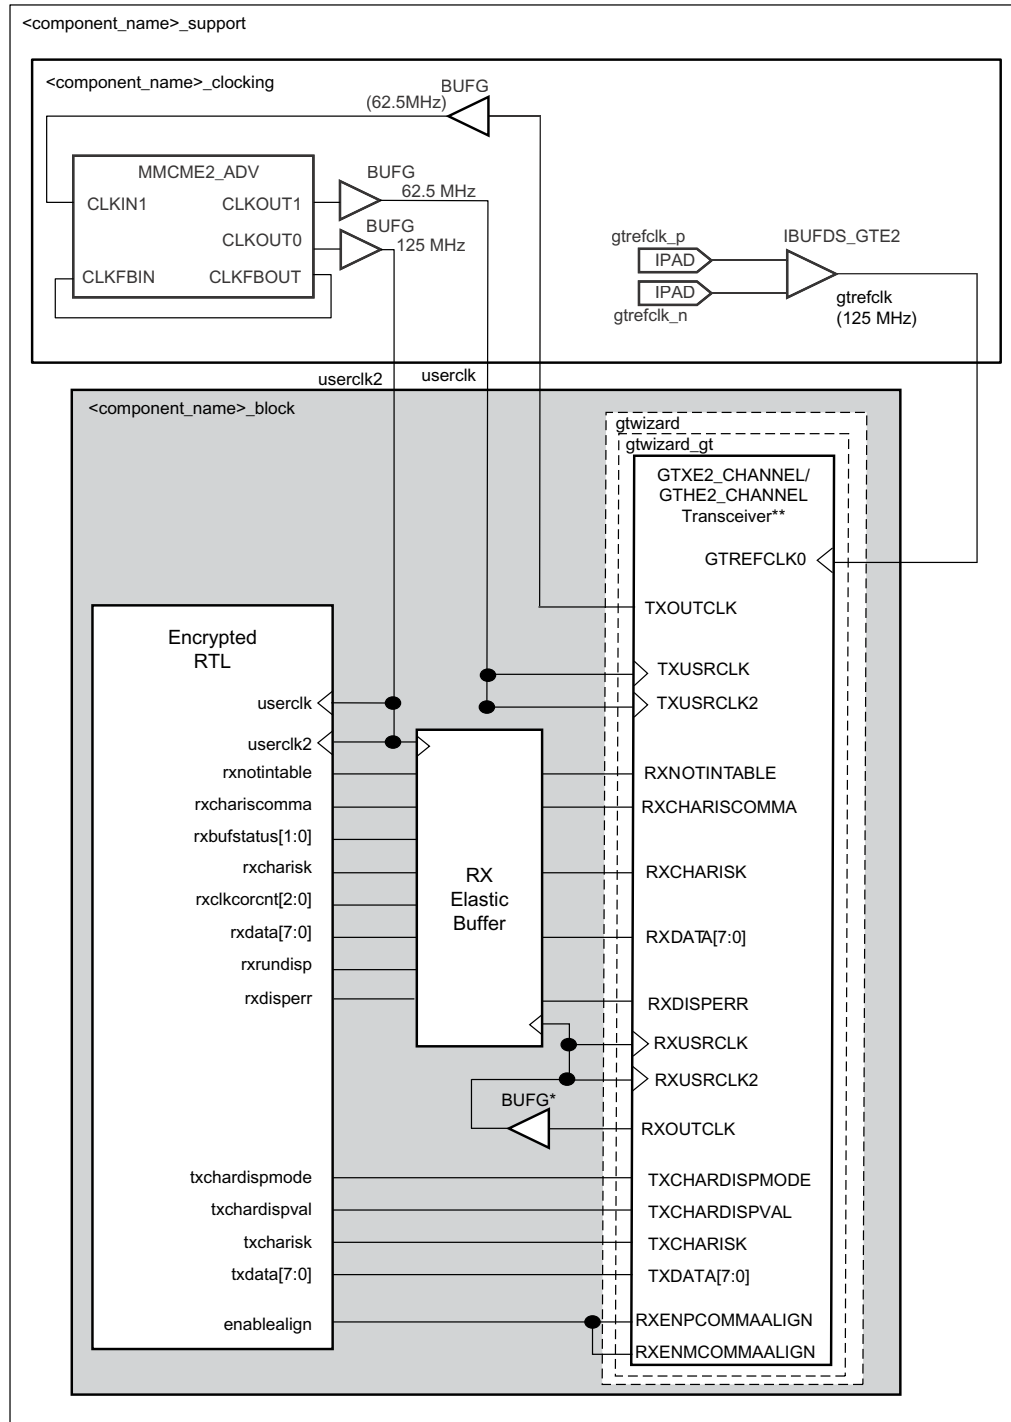 <component_name>_support
<component_name>_clocking
BUFG
(62.5MHz)
MMCME2_ADV
CLKIN1
CLKOUT1
CLKOUT0
CLKFBIN
CLKFBOUT
BUFG
62.5 MHz
BUFG
125 MHz
gtrefclk_p
IPAD
IPAD
gtrefclk_n
IBUFDS_GTE2
gtrefclk
(125 MHz)
userclk2
userclk
<component_name>_block
gtwizard
gtwizard_gt
GTXE2_CHANNEL/
GTHE2_CHANNEL
Transceiver**
GTREFCLK0
TXOUTCLK
TXUSRCLK
TXUSRCLK2
RXNOTINTABLE
RXCHARISCOMMA
RXCHARISK
RXDATA[7:0]
RXDISPERR
RXUSRCLK
RXUSRCLK2
RXOUTCLK
TXCHARDISPMODE
TXCHARDISPVAL
TXCHARISK
TXDATA[7:0]
RXENPCOMMAALIGN
RXENMCOMMAALIGN
Encrypted
RTL
userclk
userclk2
rxnotintable
rxchariscomma
rxbufstatus[1:0]
rxcharisk
rxclkcorcnt[2:0]
rxdata[7:0]
rxrundisp
rxdisperr
txchardispmode
txchardispval
txcharisk
txdata[7:0]
enablealign
RX
Elastic
Buffer
BUFG*